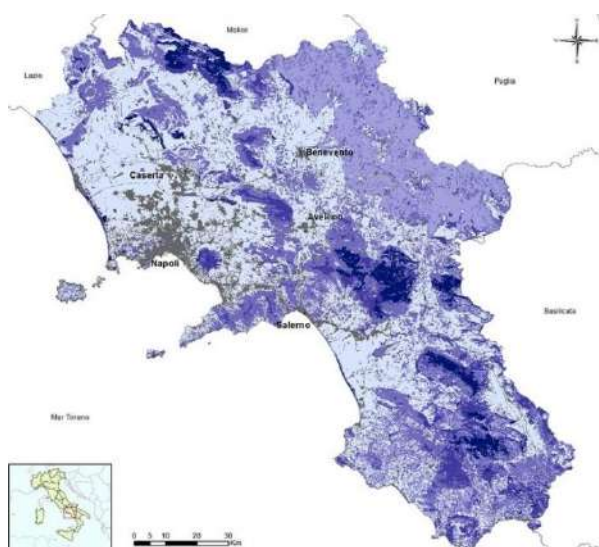 Molise
Lazio
Puglia
Benevento
Caserta
Avellino
Napoli
Salerno
Basilicata
Mar Tirreno
0 5 10 20 30
Km